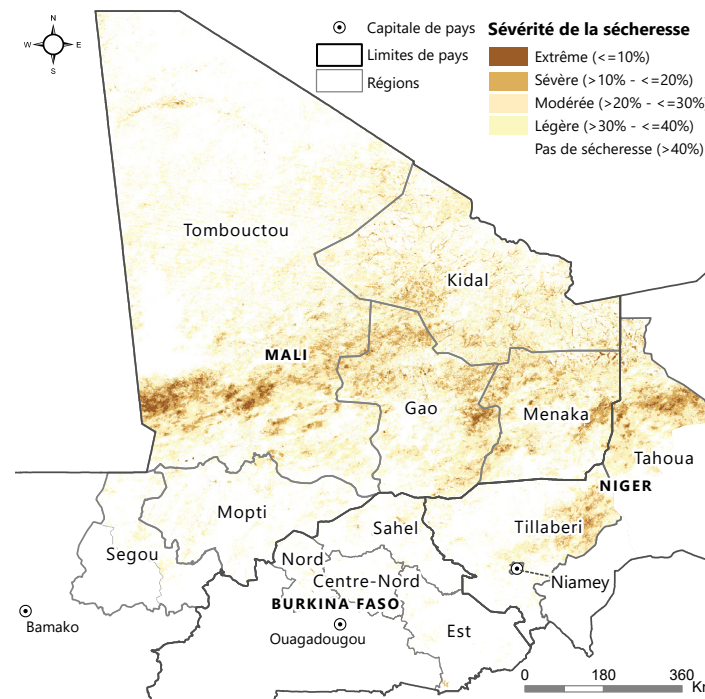 N
W E
S
Capitale de pays
Limites de pays
Régions
Sévérité de la sécheresse
Extrême (<=10%)
Sévère (>10% - <=20%)
Modérée (>20% - <=30%)
Légère (>30% - <=40%)
Pas de sécheresse (>40%)
Tombouctou
Kidal
MALI
Gao
Menaka
Tahoua
NIGER
Mopti
Tillaberi
Sahel
Segou
Nord
Centre-Nord
Niamey
BURKINA FASO
Bamako
Ouagadougou
Est
0 180 360
Km